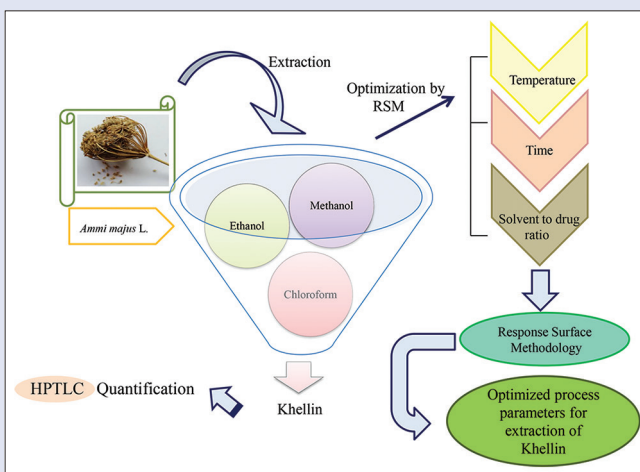 Extraction
Optimization by
RSM
Temperature
Time
Solvent to drug
ratio
Ammi majus L.
Ethanol
Methanol
Chloroform
Response Surface
Methodology
HPTLC Quantification
Khellin
Optimized process
parameters for
extraction of
Khellin